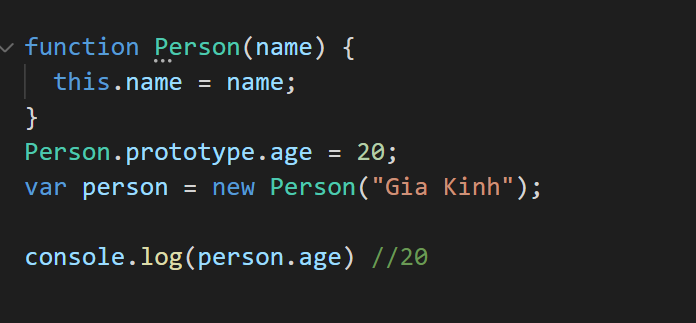 function Person(name) {
  this.name = name;
}
Person.prototype.age = 20;
var person = new Person("Gia Kinh");

console.log(person.age) //20